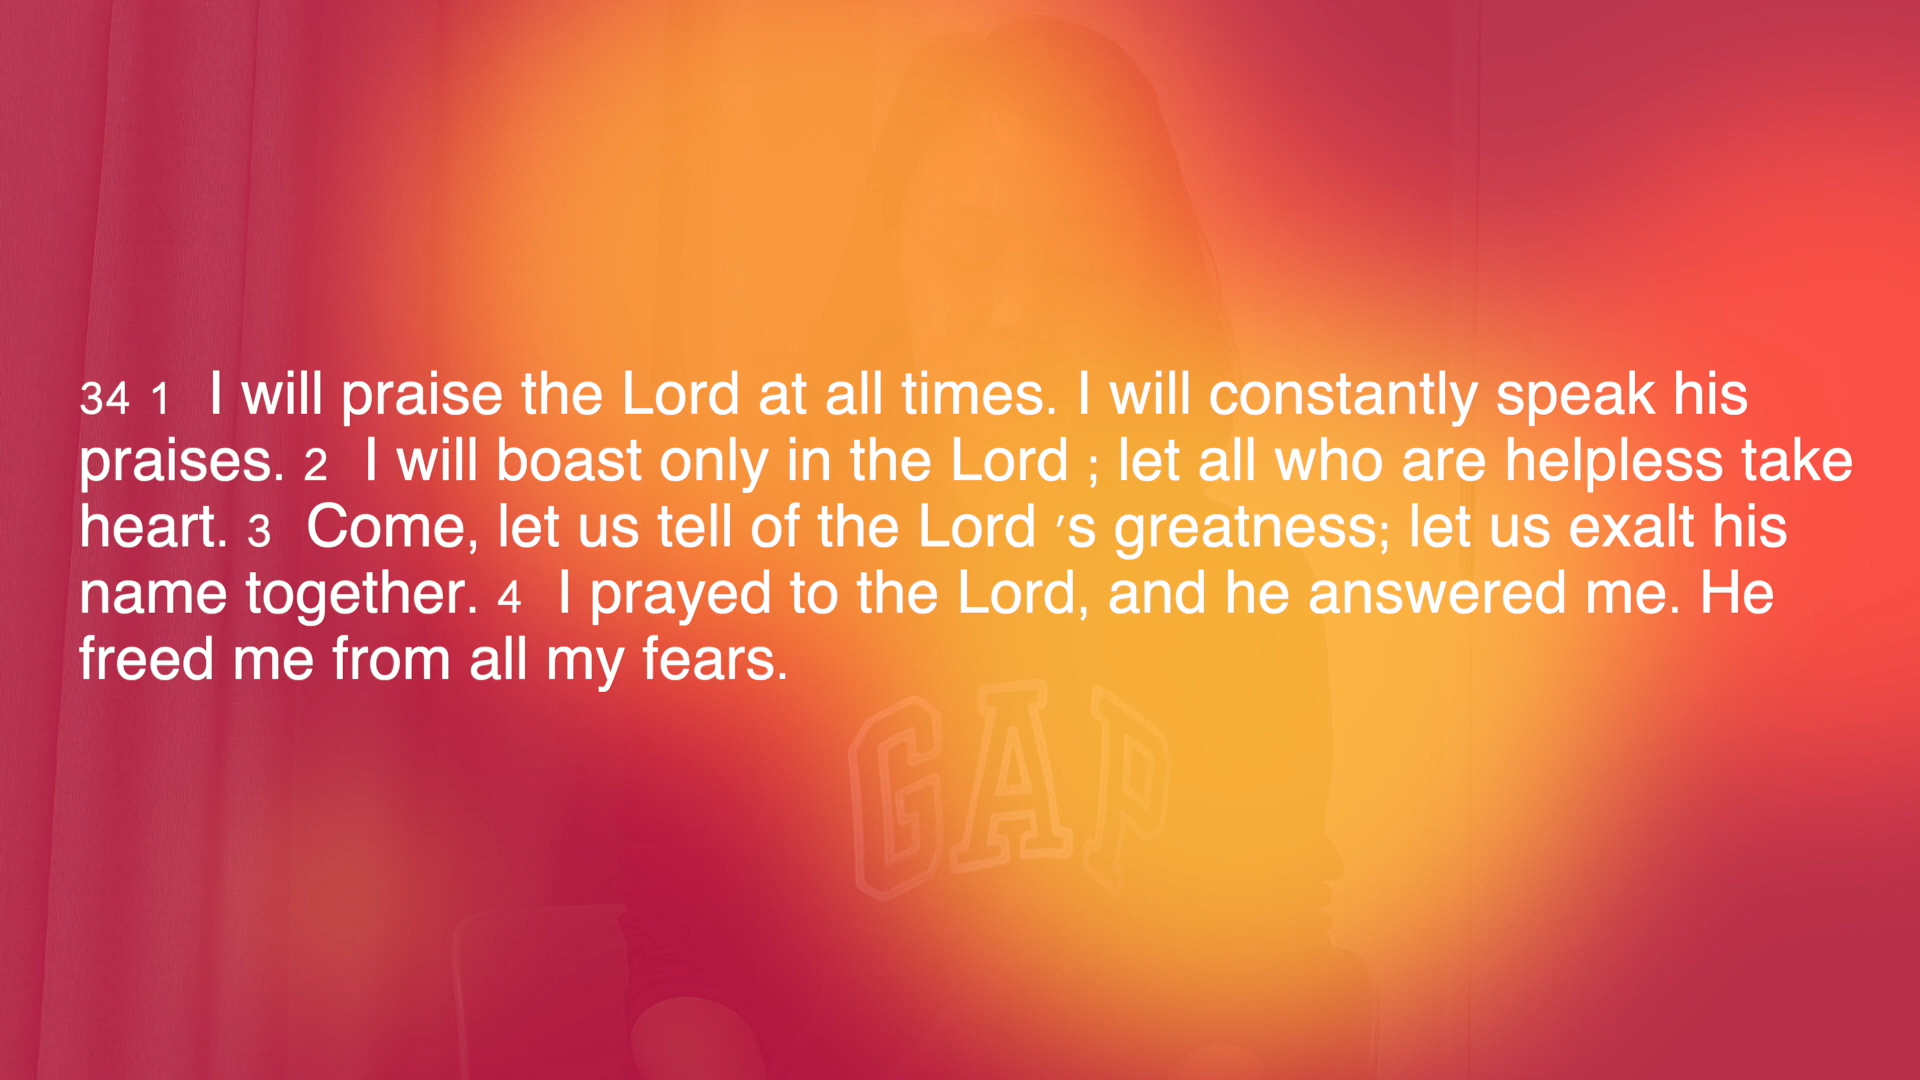 34 1 I will praise the Lord at all times. I will constantly speak his
praises. 2 I will boast only in the Lord ; let all who are helpless take
heart. 3 Come, let us tell of the Lord 's greatness; let us exalt his
name together. 4 I prayed to the Lord, and he answered me. He
freed me from all my fears.
GAP